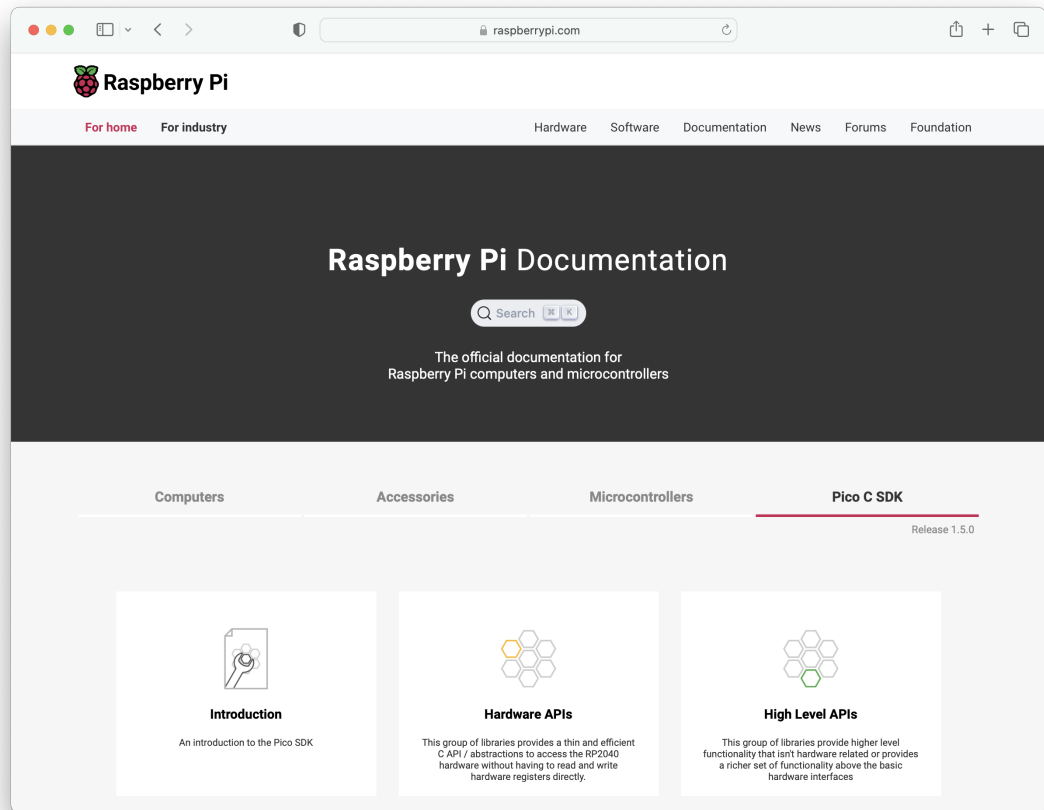 raspberrypi.com
Raspberry Pi
For home For industry Hardware Software Documentation News Forums Foundation
Raspberry Pi Documentation
Search ⌘ K
The official documentation for
Raspberry Pi computers and microcontrollers
Computers Accessories Microcontrollers Pico C SDK
Release 1.5.0
Introduction
An introduction to the Pico SDK
Hardware APIs
This group of libraries provides a thin and efficient
C API / abstractions to access the RP2040
hardware without having to read and write
hardware registers directly.
High Level APIs
This group of libraries provide higher level
functionality that isn't hardware related or provides
a richer set of functionality above the basic
hardware interfaces